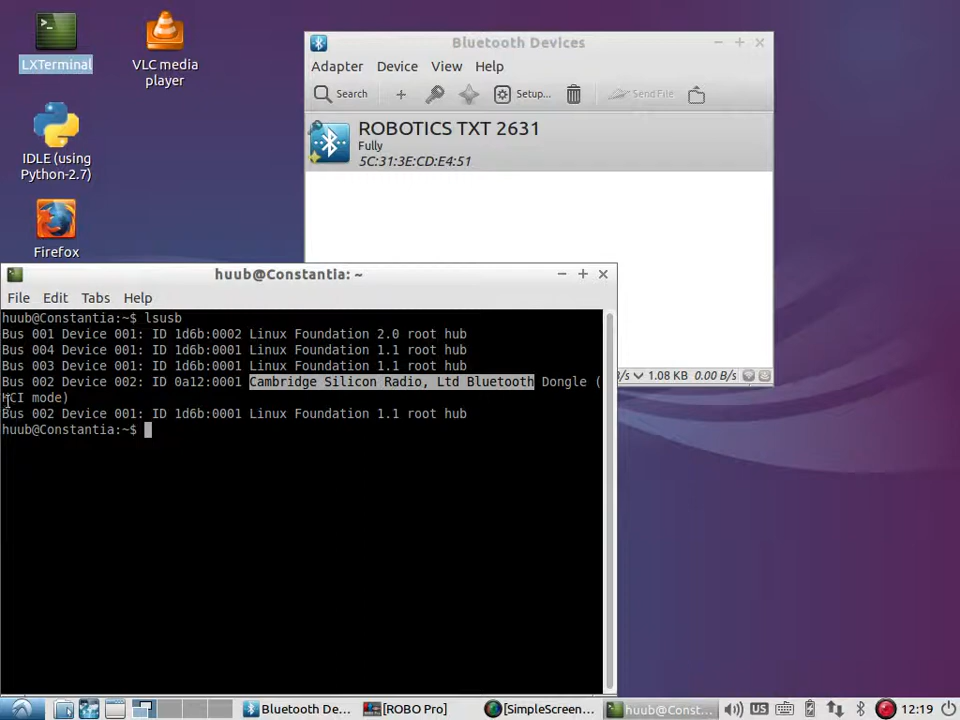 LXTerminal
VLC media
player
IDLE (using
Python-2.7)
Firefox
Bluetooth Devices
Adapter Device View Help
Search Setup... Send File
ROBOTICS TXT 2631
Fully
5C:31:3E:CD:E4:51
1.08 KB 0.00 B/s
huub@Constantia: ~
File Edit Tabs Help
huub@Constantia:~$ lsusb
Bus 001 Device 001: ID 1d6b:0002 Linux Foundation 2.0 root hub
Bus 004 Device 001: ID 1d6b:0001 Linux Foundation 1.1 root hub
Bus 003 Device 001: ID 1d6b:0001 Linux Foundation 1.1 root hub
Bus 002 Device 002: ID 0a12:0001 Cambridge Silicon Radio, Ltd Bluetooth Dongle (
HCI mode)
Bus 002 Device 001: ID 1d6b:0001 Linux Foundation 1.1 root hub
huub@Constantia:~$
Bluetooth De... [ROBO Pro] [SimpleScreen... huub@Const... US 12:19